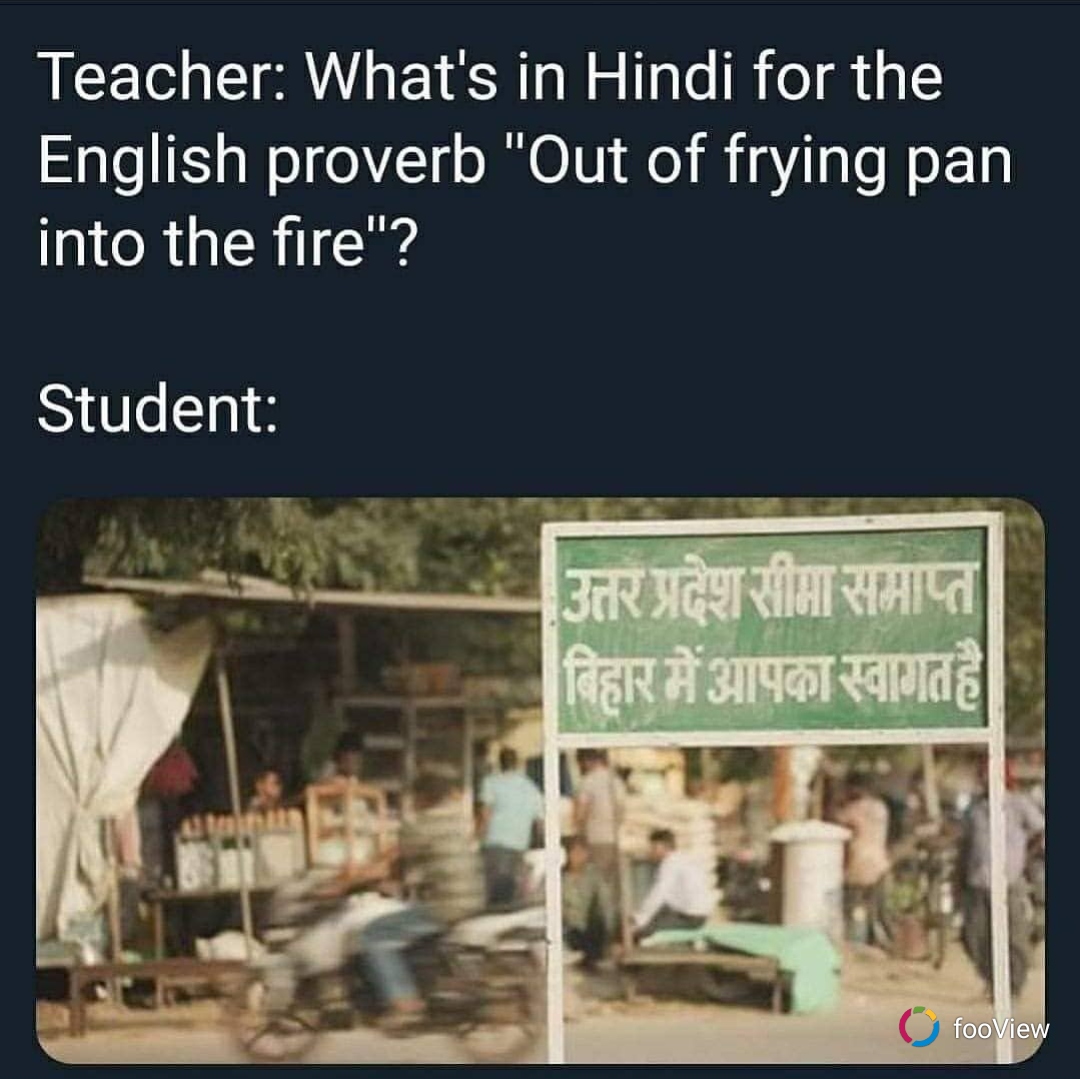 Teacher: What's in Hindi for the
English proverb "Out of frying pan
into the fire"?
Student:
उत्तर प्रदेश सीमा समाप्त
बिहार में आपका स्वागत है
fooView